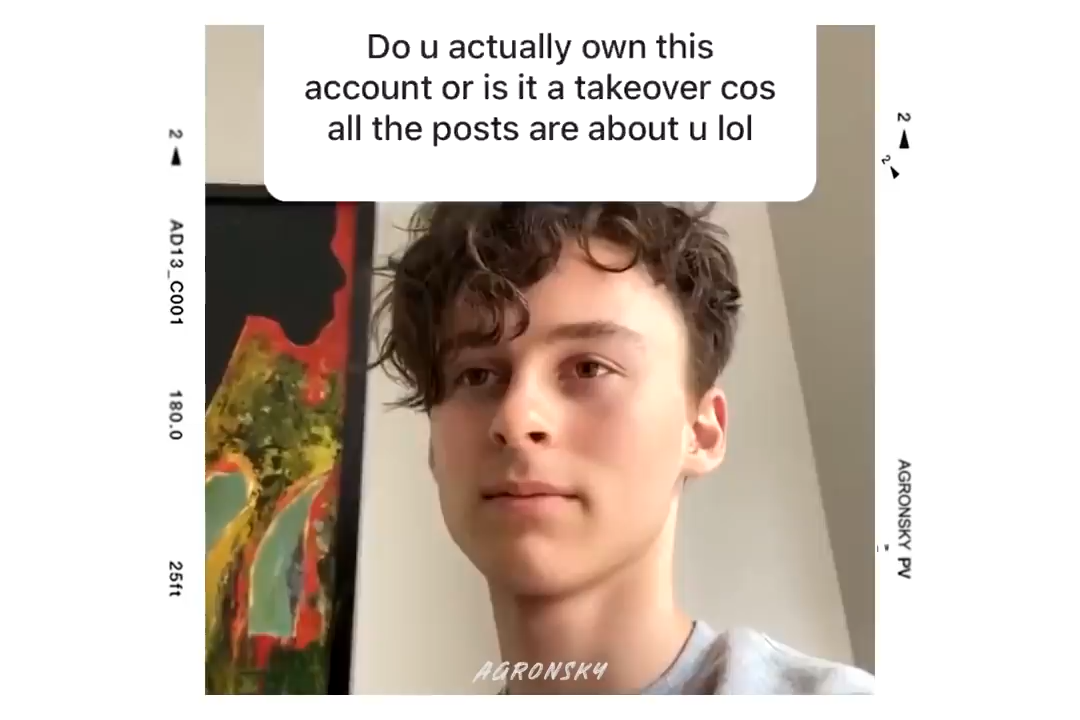 Do u actually own this
account or is it a takeover cos
all the posts are about u lol
2
AD13_C001
180.0
25ft
2
2
AGRONSKY PV
AGRONSKY